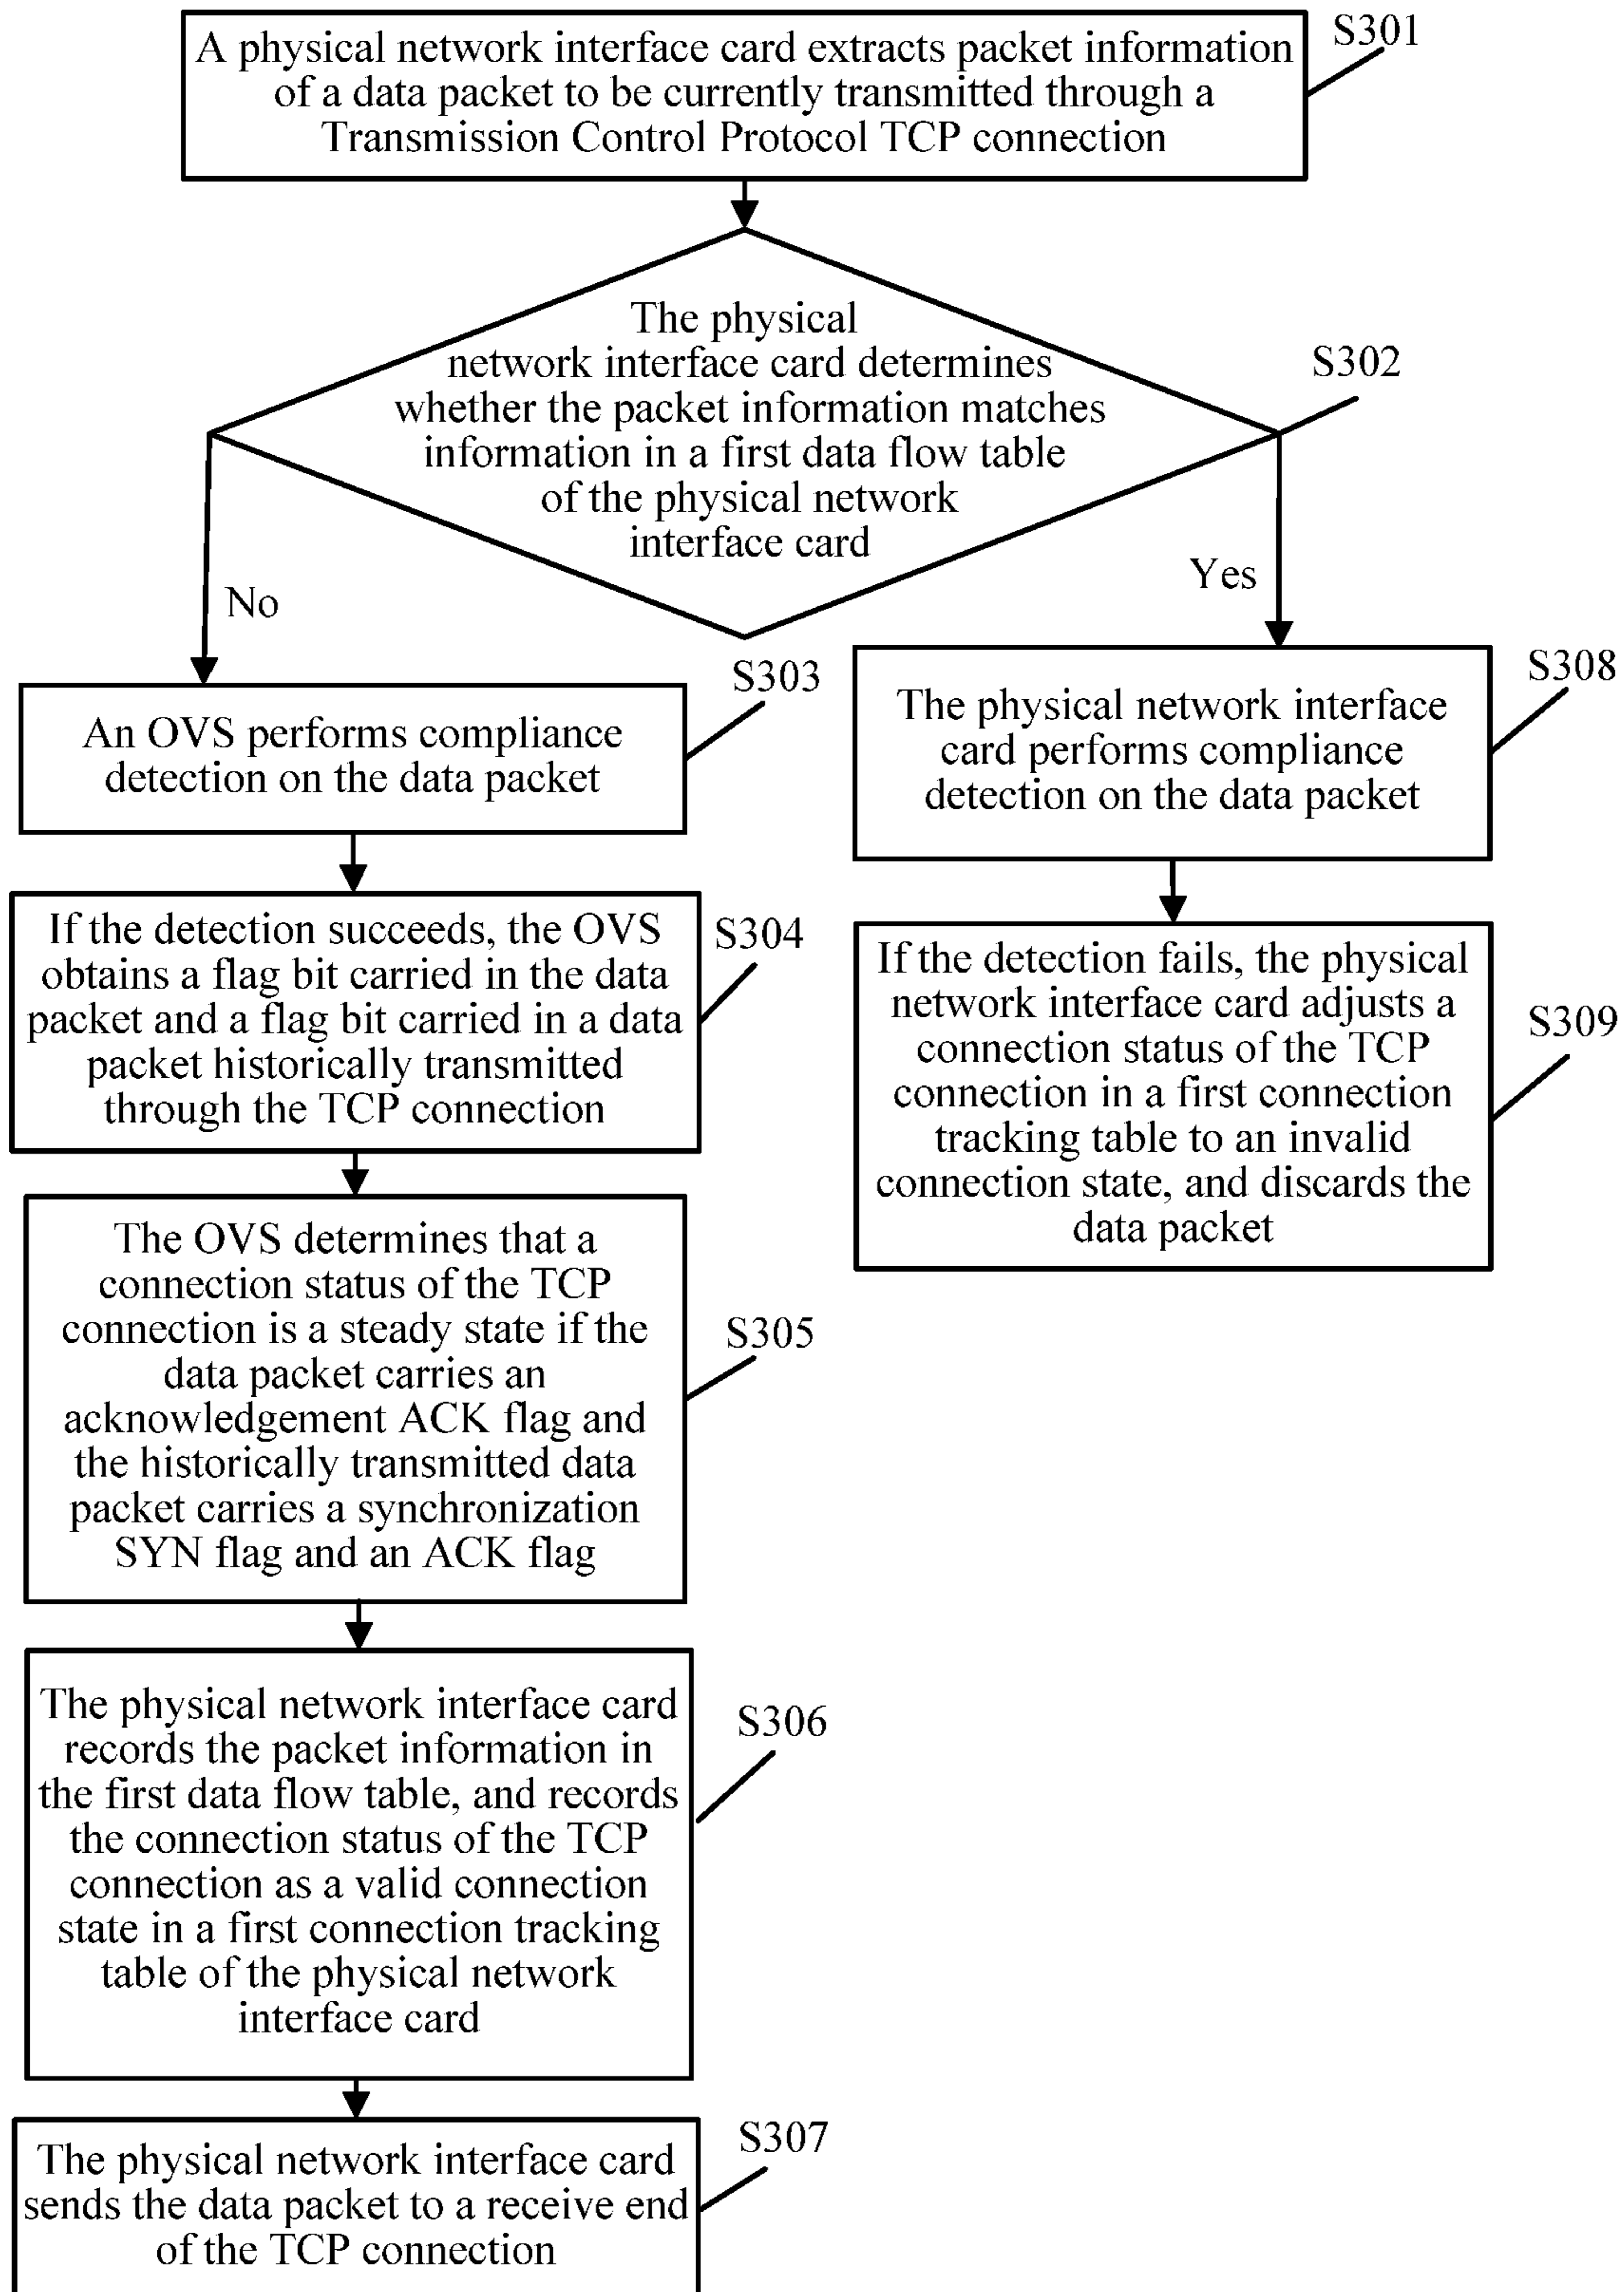 A physical network interface card extracts packet information
of a data packet to be currently transmitted through a
Transmission Control Protocol TCP connection
S301
The physical
network interface card determines
whether the packet information matches
information in a first data flow table
of the physical network
interface card
S302
No
Yes
S303
An OVS performs compliance
detection on the data packet
S304
If the detection succeeds, the OVS
obtains a flag bit carried in the data
packet and a flag bit carried in a data
packet historically transmitted
through the TCP connection
S305
The OVS determines that a
connection status of the TCP
connection is a steady state if the
data packet carries an
acknowledgement ACK flag and
the historically transmitted data
packet carries a synchronization
SYN flag and an ACK flag
S306
The physical network interface card
records the packet information in
the first data flow table, and records
the connection status of the TCP
connection as a valid connection
state in a first connection tracking
table of the physical network
interface card
S307
The physical network interface card
sends the data packet to a receive end
of the TCP connection
S308
The physical network interface
card performs compliance
detection on the data packet
S309
If the detection fails, the physical
network interface card adjusts a
connection status of the TCP
connection in a first connection
tracking table to an invalid
connection state, and discards the
data packet